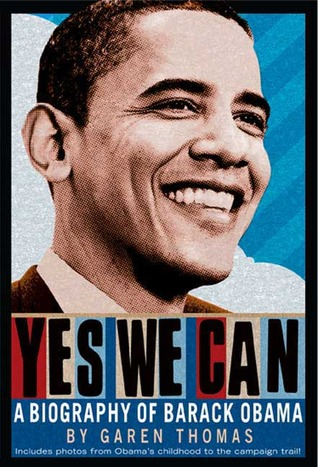 YES WE CAN
A BIOGRAPHY OF BARACK OBAMA
BY GAREN THOMAS
Includes photos from Obama's childhood to the campaign trail!